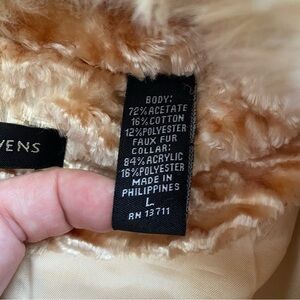 VENS
BODY:
72%ACETATE
16%COTTON
12%POLYESTER
FAUX FUR
COLLAR:
84%ACRYLIC
16%POLYESTER
MADE IN
PHILIPPINES
L
RN 13711